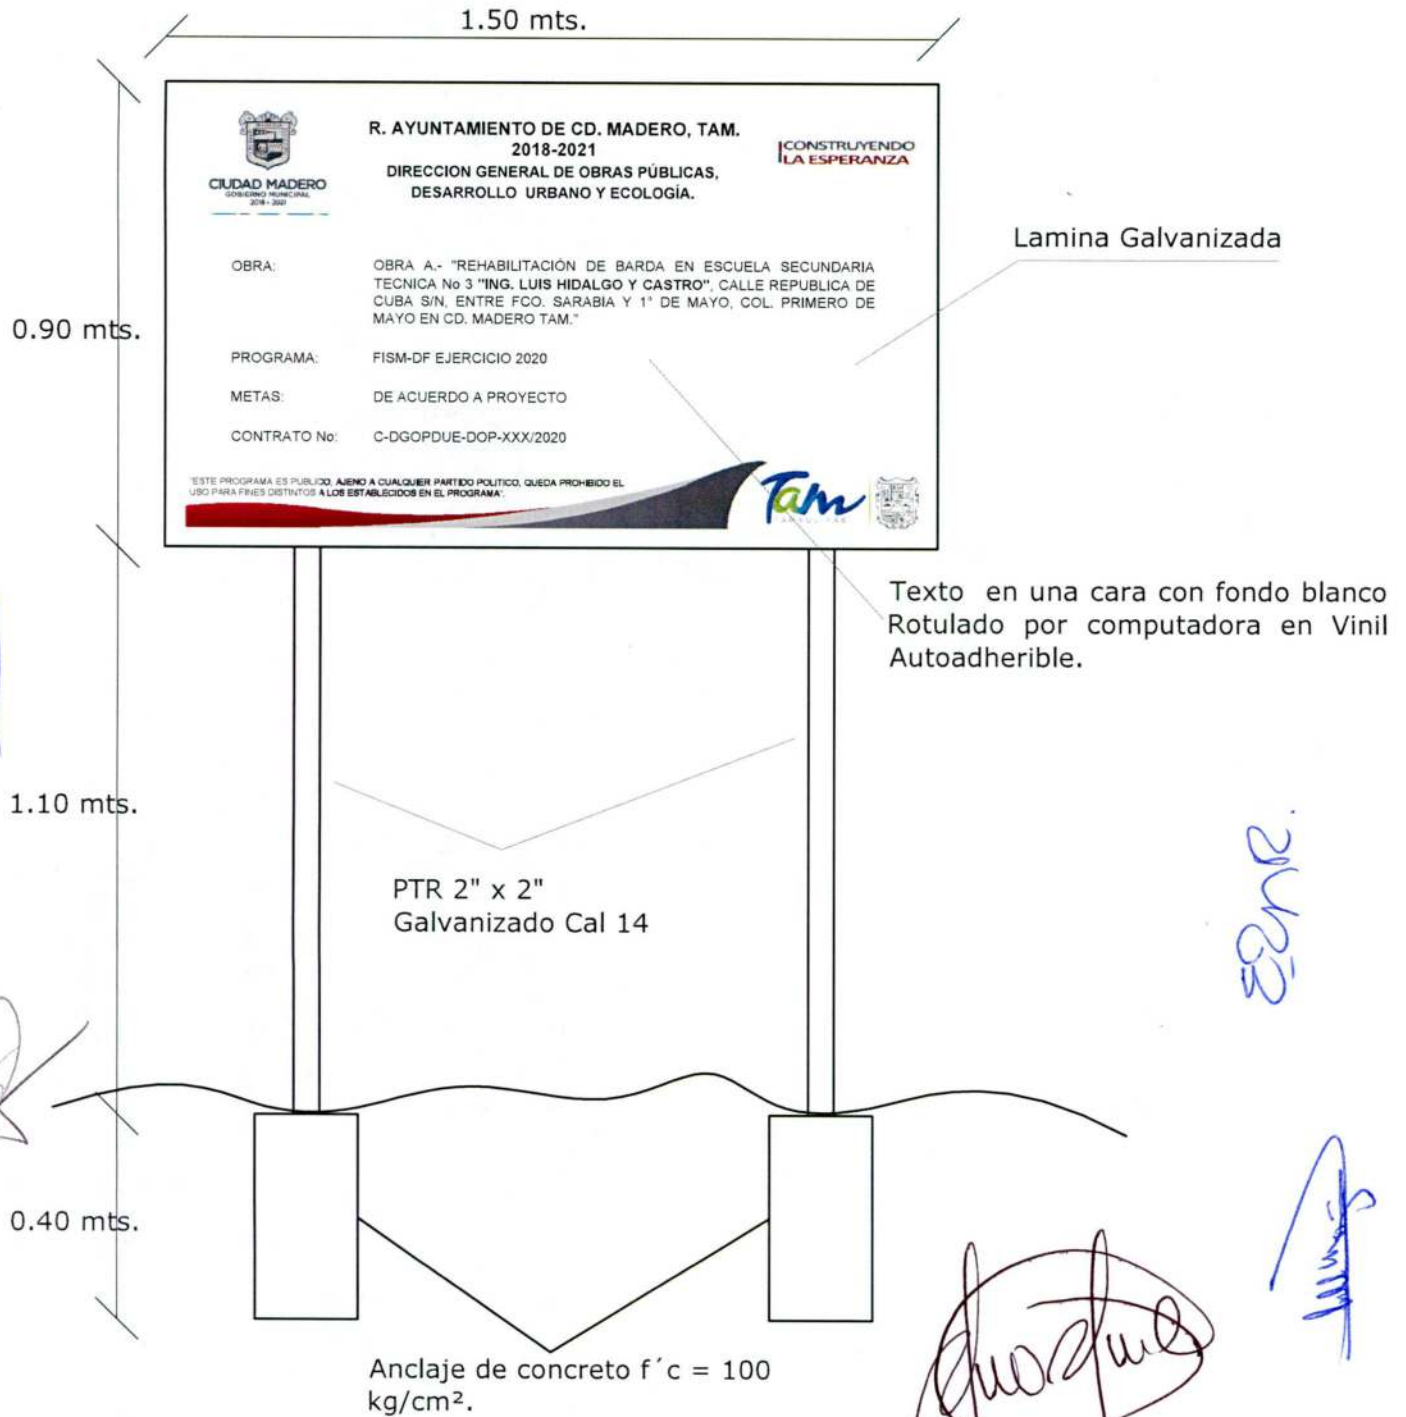 1.50 mts.
CIUDAD MADERO
GOBIERNO MUNICIPAL
2018 - 2021
R. AYUNTAMIENTO DE CD. MADERO, TAM.
2018-2021
DIRECCION GENERAL DE OBRAS PÚBLICAS,
DESARROLLO URBANO Y ECOLOGÍA.
CONSTRUYENDO
LA ESPERANZA
Lamina Galvanizada
OBRA: OBRA A.- "REHABILITACIÓN DE BARDA EN ESCUELA SECUNDARIA
TECNICA No 3 "ING. LUIS HIDALGO Y CASTRO", CALLE REPUBLICA DE
CUBA S/N, ENTRE FCO. SARABIA Y 1° DE MAYO, COL. PRIMERO DE
MAYO EN CD. MADERO TAM."
0.90 mts.
PROGRAMA: FISM-DF EJERCICIO 2020
METAS: DE ACUERDO A PROYECTO
CONTRATO No: C-DGOPDUE-DOP-XXX/2020
"ESTE PROGRAMA ES PUBLICO, AJENO A CUALQUIER PARTIDO POLITICO, QUEDA PROHIBIDO EL
USO PARA FINES DISTINTOS A LOS ESTABLECIDOS EN EL PROGRAMA".
Tam
TAMAULIPAS
Texto en una cara con fondo blanco
Rotulado por computadora en Vinil
Autoadherible.
1.10 mts.
PTR 2" x 2"
Galvanizado Cal 14
0.40 mts.
Anclaje de concreto f´c = 100
kg/cm².